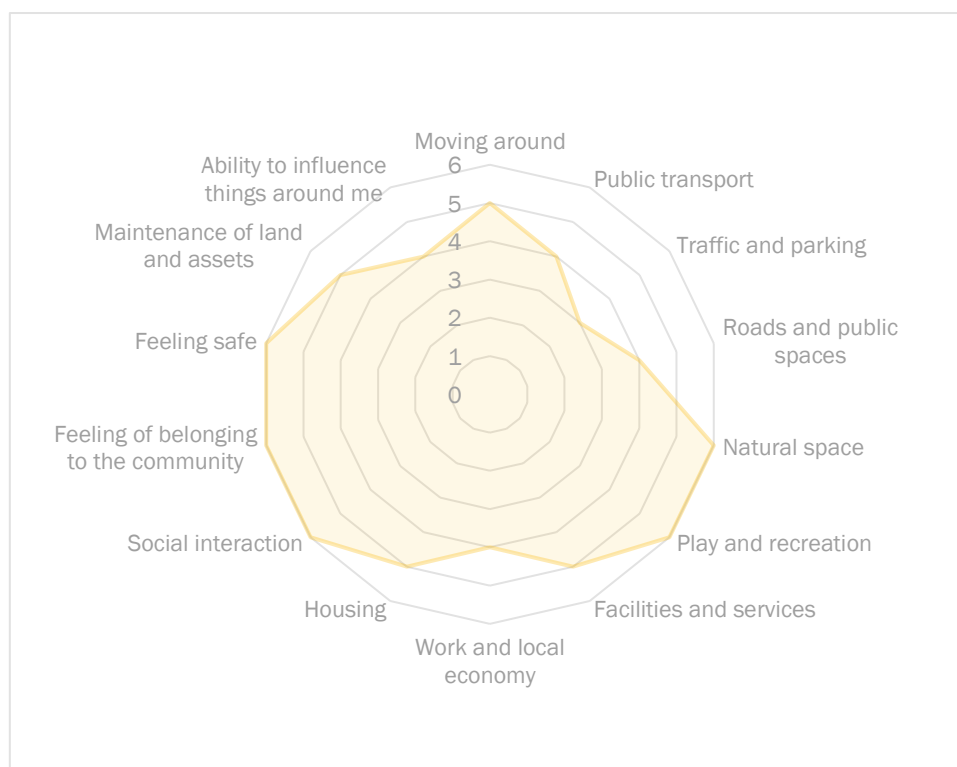 Moving around
Ability to influence
things around me
Public transport
Maintenance of land
and assets
Traffic and parking
Feeling safe
Roads and public
spaces
Feeling of belonging
to the community
Natural space
Social interaction
Play and recreation
Housing
Facilities and services
Work and local
economy
6
5
4
3
2
1
0